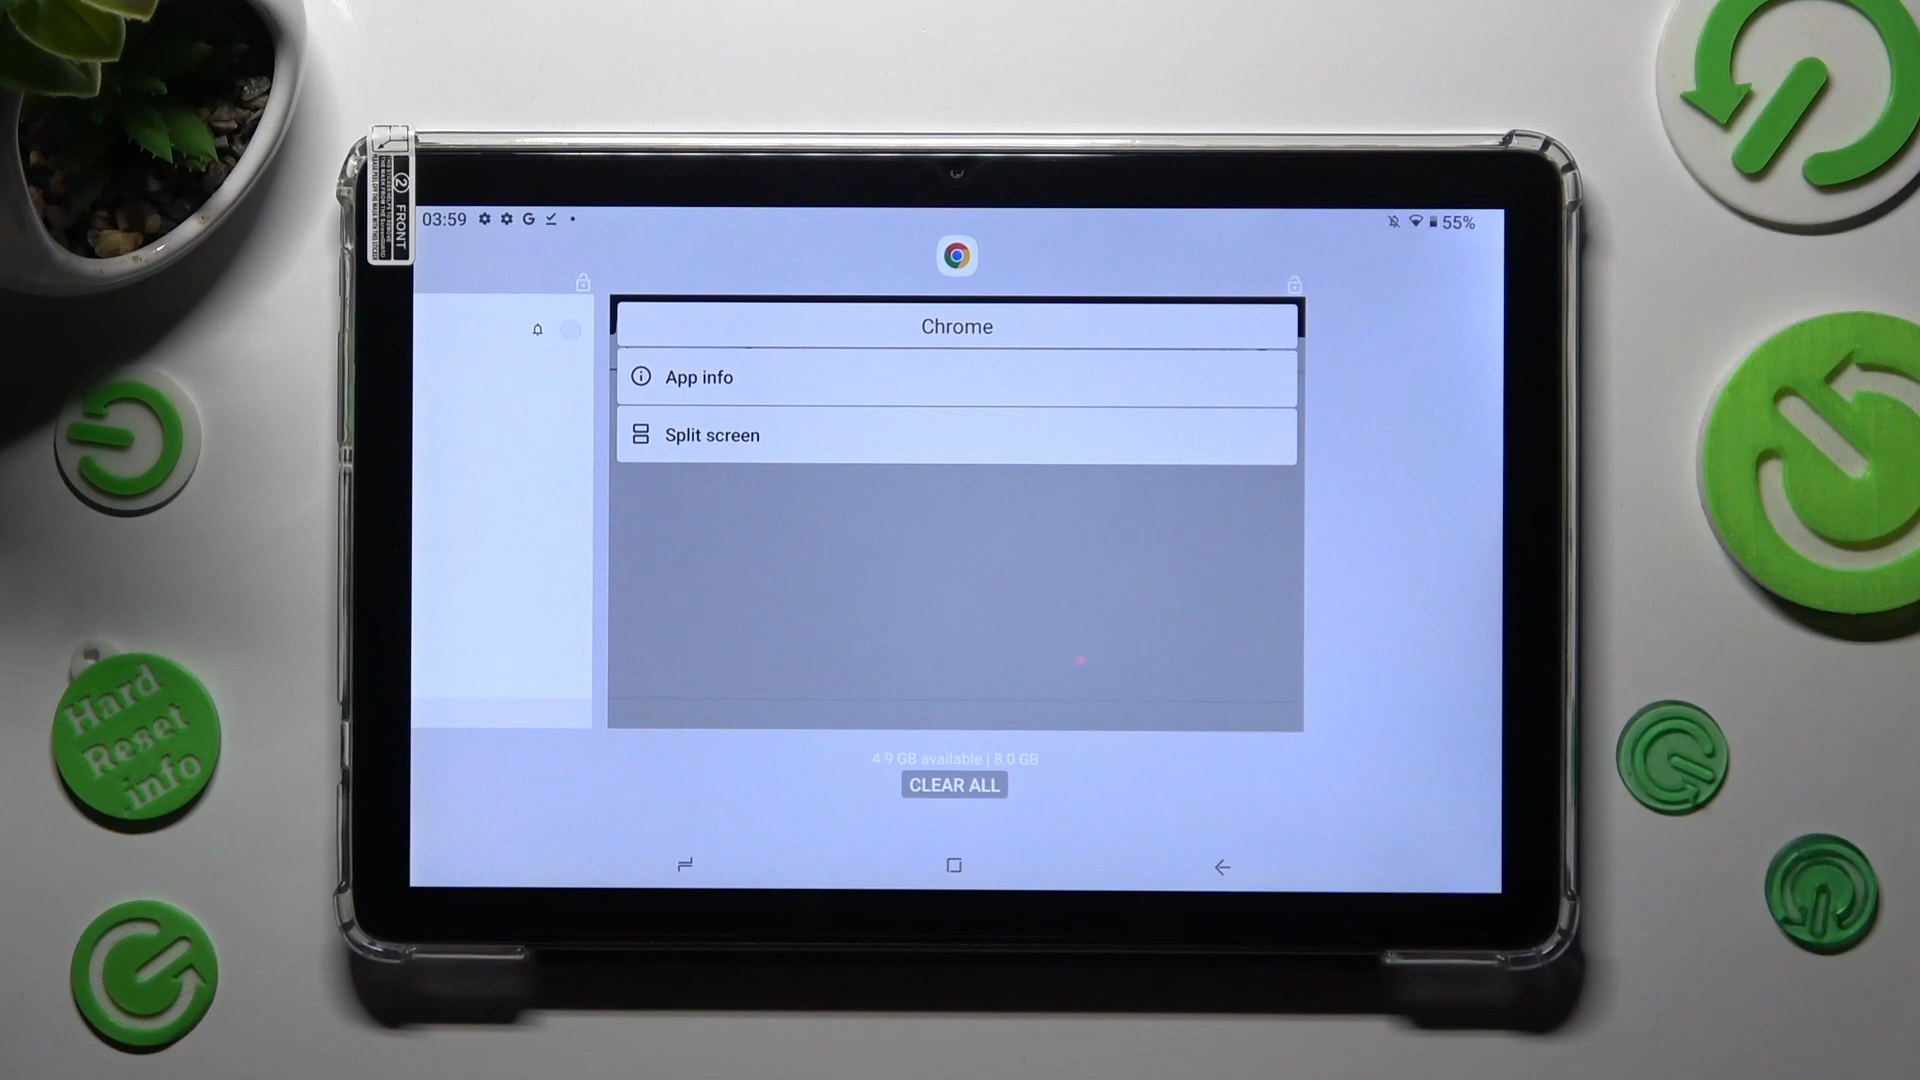 2 FRONT
03:59
55%
Chrome
App info
Split screen
4.9 GB available | 8.0 GB
CLEAR ALL
Hard
Reset
info